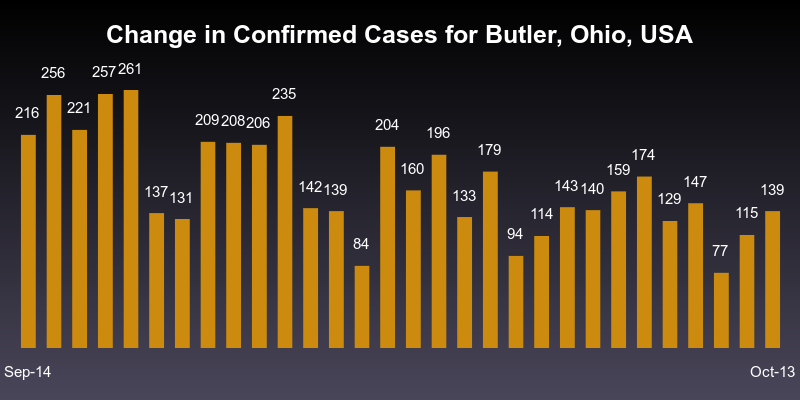 Change in Confirmed Cases for Butler, Ohio, USA
216 256 221 257 261 137 131 209 208 206 235 142 139 84 204 160 196 133 179 94 114 143 140 159 174 129 147 77 115 139
Sep-14 Oct-13